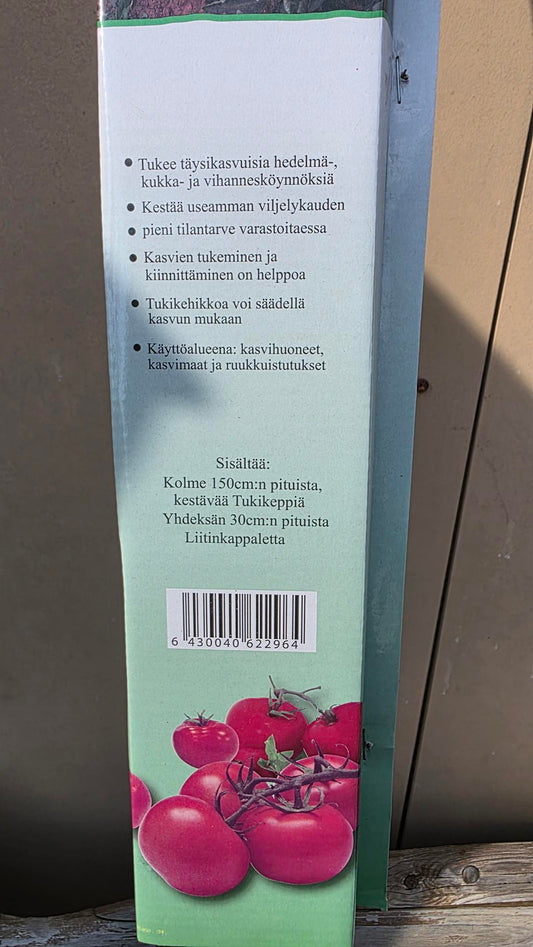 • Tukee täysikasvuisia hedelmä-,
kukka- ja vihannesköynnöksiä
• Kestää useamman viljelykauden
• pieni tilantarve varastoitaessa
• Kasvien tukeminen ja
kiinnittäminen on helppoa
• Tukikehikkoa voi säädellä
kasvun mukaan
• Käyttöalueena: kasvihuoneet,
kasvimaat ja ruukkuistutukset
Sisältää:
Kolme 150cm:n pituista,
kestävää Tukikeppiä
Yhdeksän 30cm:n pituista
Liitinkappaletta
6 430040 622964